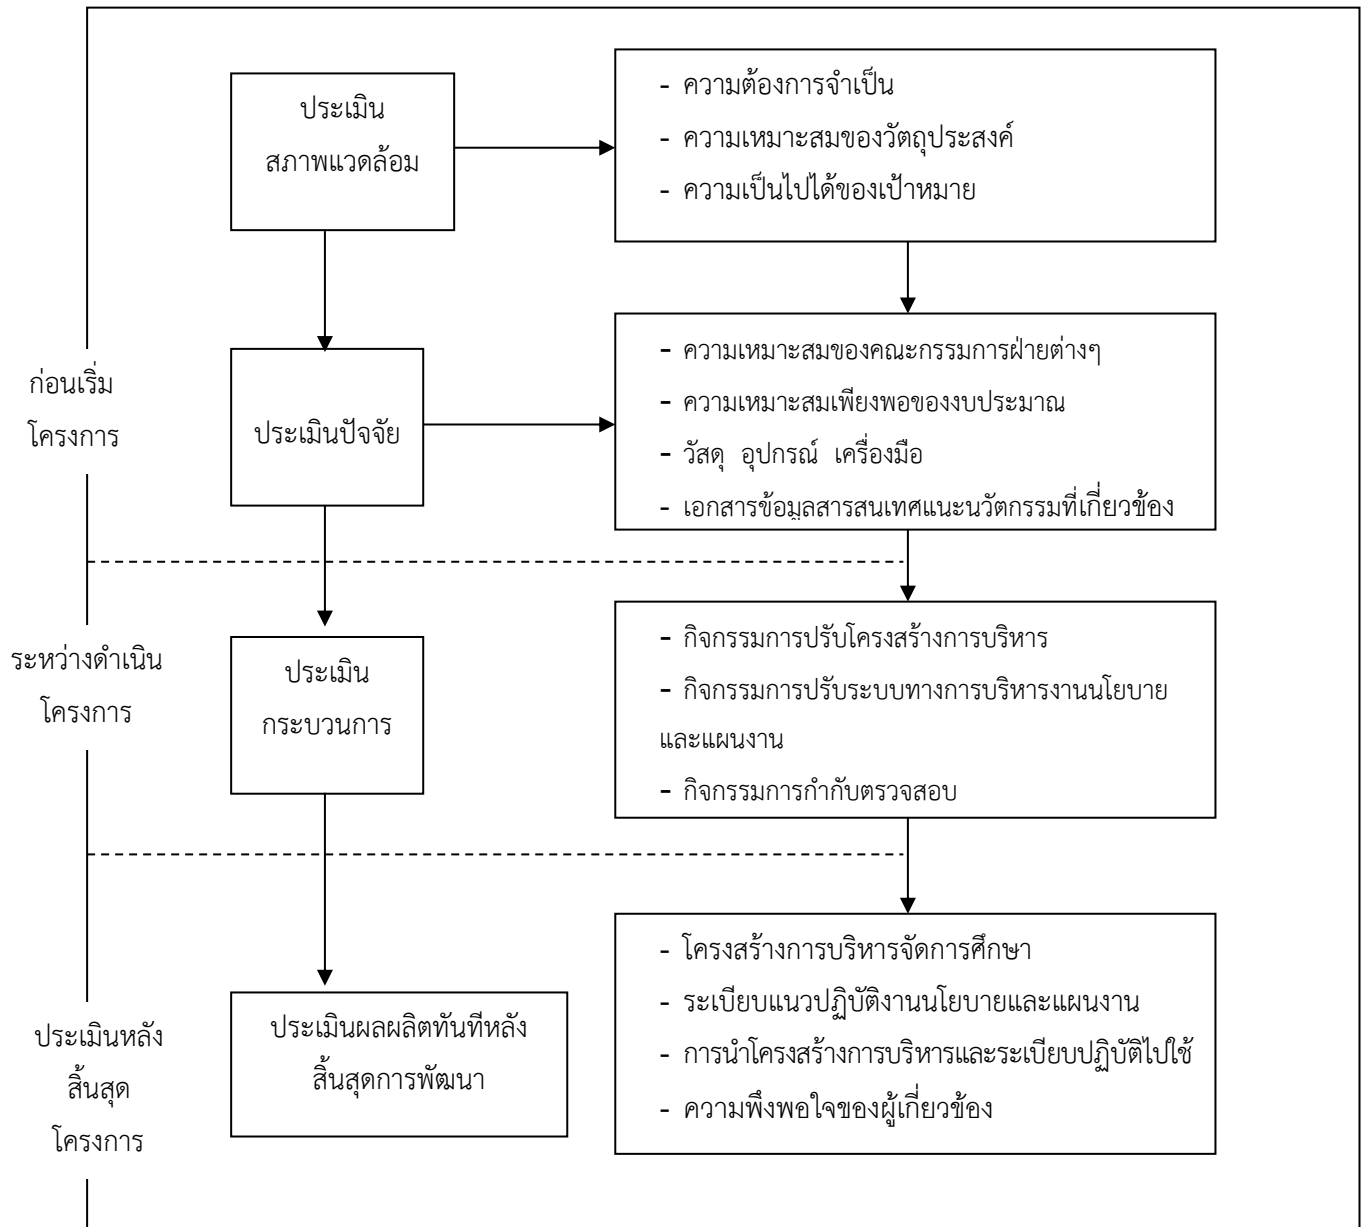 ประเมิน
สภาพแวดล้อม
- ความต้องการจำเป็น
- ความเหมาะสมของวัตถุประสงค์
- ความเป็นไปได้ของเป้าหมาย
ก่อนเริ่ม
โครงการ
ประเมินปัจจัย
- ความเหมาะสมของคณะกรรมการฝ่ายต่างๆ
- ความเหมาะสมเพียงพอของงบประมาณ
- วัสดุ อุปกรณ์ เครื่องมือ
- เอกสารข้อมูลสารสนเทศแนะนวัตกรรมที่เกี่ยวข้อง
ระหว่างดำเนิน
โครงการ
ประเมิน
กระบวนการ
- กิจกรรมการปรับโครงสร้างการบริหาร
- กิจกรรมการปรับระบบทางการบริหารงานนโยบาย
และแผนงาน
- กิจกรรมการกำกับตรวจสอบ
ประเมินหลัง
สิ้นสุด
โครงการ
ประเมินผลผลิตทันทีหลัง
สิ้นสุดการพัฒนา
- โครงสร้างการบริหารจัดการศึกษา
- ระเบียบแนวปฏิบัติงานนโยบายและแผนงาน
- การนำโครงสร้างการบริหารและระเบียบปฏิบัติไปใช้
- ความพึงพอใจของผู้เกี่ยวข้อง